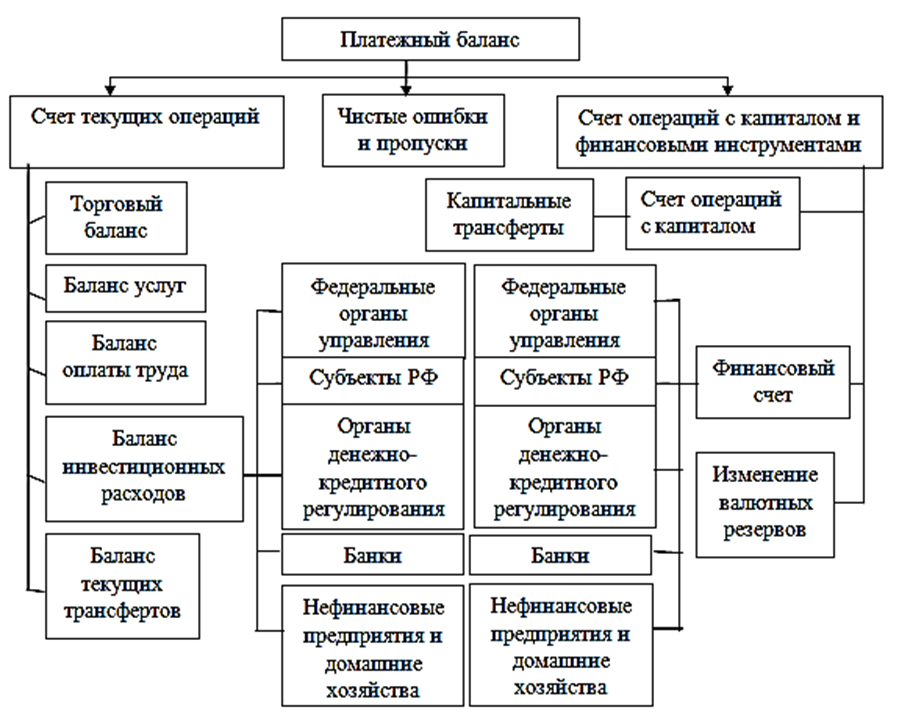 Платежный баланс
Счет текущих операций
Чистые ошибки
и пропуски
Счет операций с капиталом и
финансовыми инструментами
Торговый
баланс
Баланс услуг
Баланс
оплаты труда
Баланс
инвестиционных
расходов
Баланс
текущих
трансфертов
Федеральные
органы
управления
Субъекты РФ
Органы
денежно-
кредитного
регулирования
Банки
Нефинансовые
предприятия и
домашние
хозяйства
Капитальные
трансферты
Счет операций
с капиталом
Федеральные
органы
управления
Субъекты РФ
Органы
денежно-
кредитного
регулирования
Банки
Нефинансовые
предприятия и
домашние
хозяйства
Финансовый
счет
Изменение
валютных
резервов